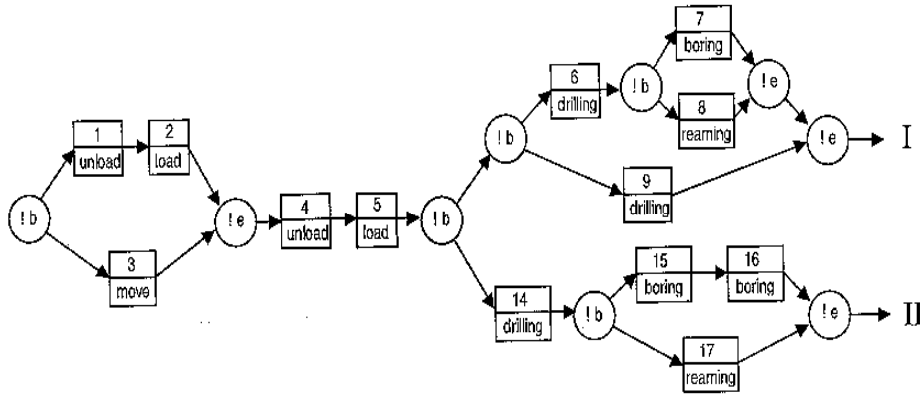 7
boring
6
drilling
! b
! e
8
reaming
! b
! e
I
1
unload
2
load
9
drilling
! b
! e
4
unload
5
load
! b
3
move
15
boring
16
boring
14
drilling
! b
! e
II
17
reaming